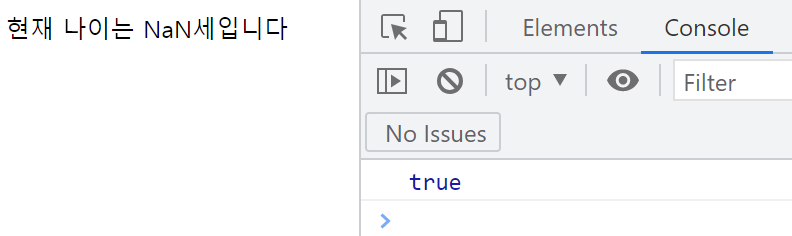 현재 나이는 NaN세입니다
Elements Console
top ▼ Filter
No Issues
true